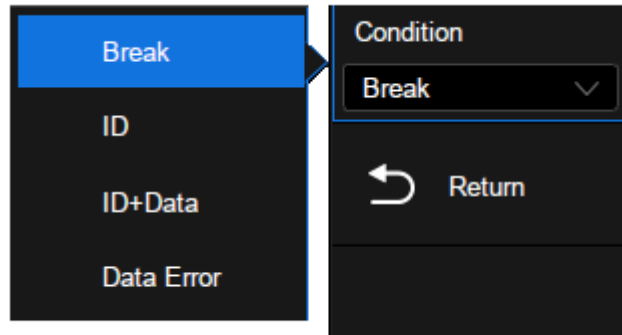 Break
ID
ID+Data
Data Error
Condition
Break
Return